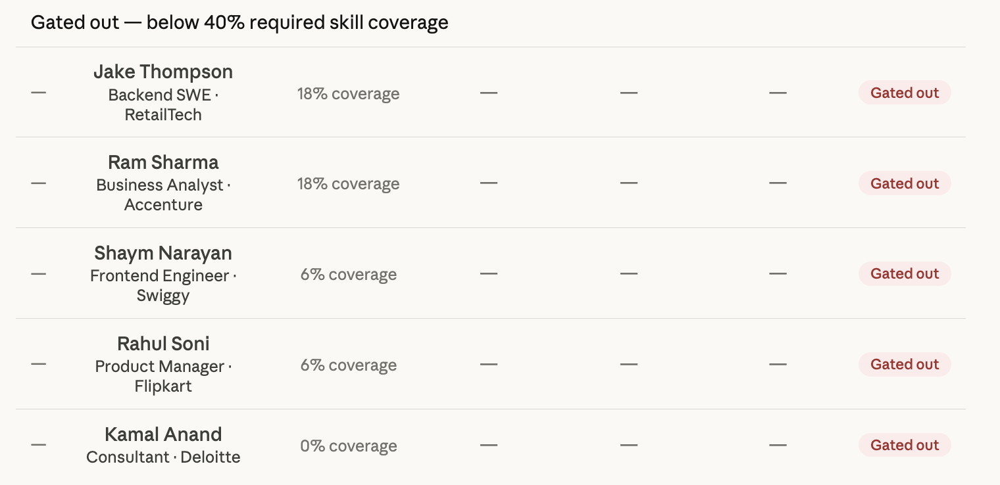 Gated out — below 40% required skill coverage
—
Jake Thompson
Backend SWE ·
RetailTech
18% coverage
—
—
—
Gated out
—
Ram Sharma
Business Analyst ·
Accenture
18% coverage
—
—
—
Gated out
—
Shaym Narayan
Frontend Engineer ·
Swiggy
6% coverage
—
—
—
Gated out
—
Rahul Soni
Product Manager ·
Flipkart
6% coverage
—
—
—
Gated out
—
Kamal Anand
Consultant · Deloitte
0% coverage
—
—
—
Gated out